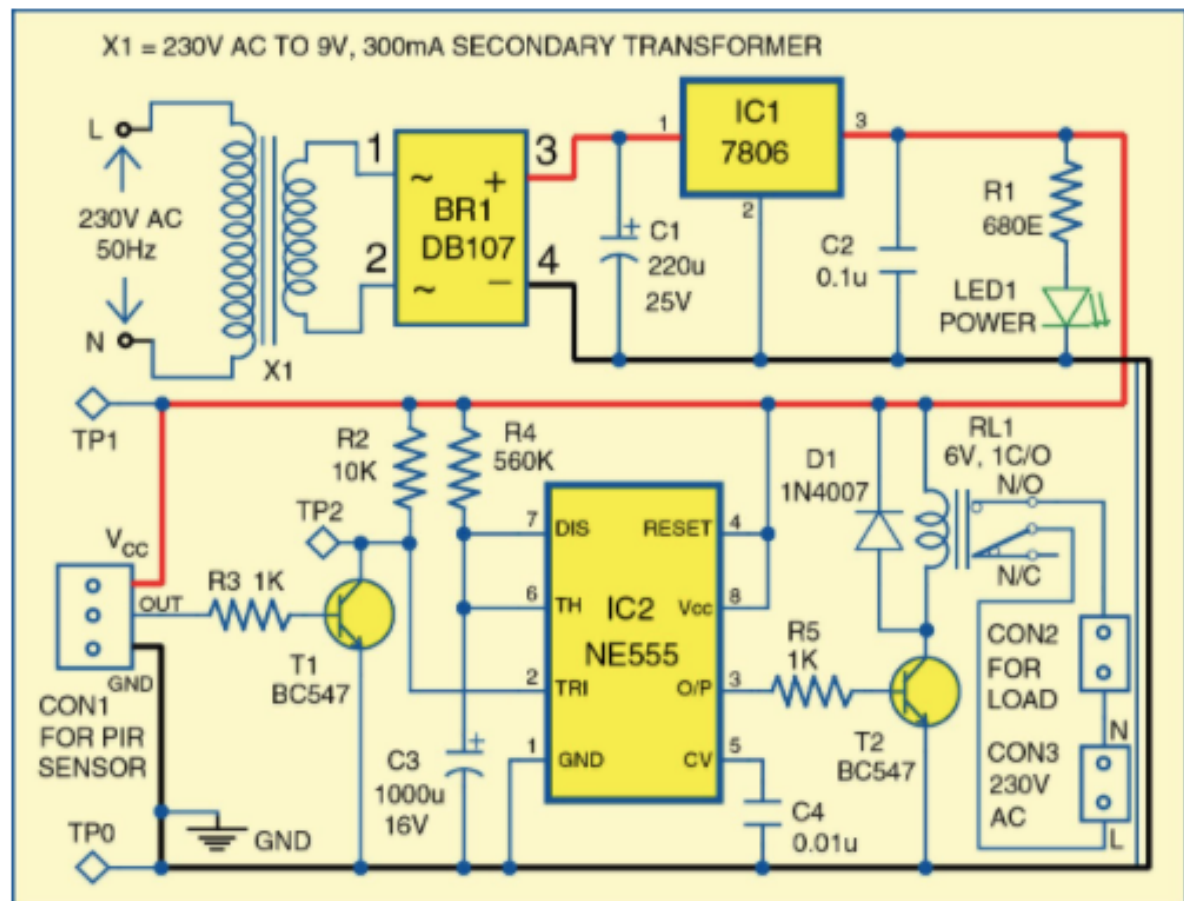 X1 = 230V AC TO 9V, 300mA SECONDARY TRANSFORMER
L
230V AC
50Hz
N
X1
1
2
3
4
~
+
BR1
DB107
~
−
C1
220u
25V
+
1
IC1
7806
3
2
C2
0.1u
R1
680E
LED1
POWER
TP1
R2
10K
R4
560K
TP2
D1
1N4007
RL1
6V, 1C/O
N/O
N/C
VCC
OUT
GND
CON1
FOR PIR
SENSOR
R3 1K
T1
BC547
7
DIS
RESET
4
6
TH
IC2
Vcc
8
NE555
2
TRI
O/P
3
1
GND
CV
5
R5
1K
T2
BC547
CON2
FOR
LOAD
N
CON3
230V
AC
L
+
C3
1000u
16V
C4
0.01u
TP0
GND